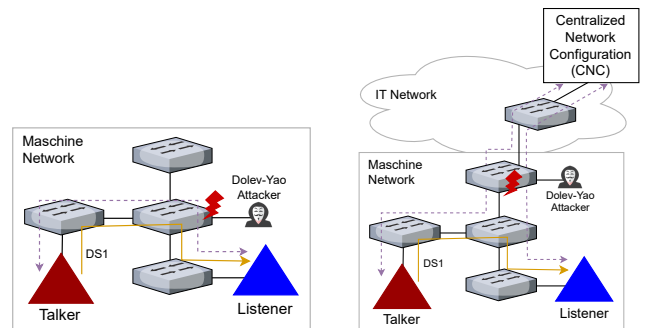 Maschine
Network
Dolev-Yao
Attacker
DS1
Talker
Listener
Centralized
Network
Configuration
(CNC)
IT Network
Maschine
Network
Dolev-Yao
Attacker
DS1
Talker
Listener